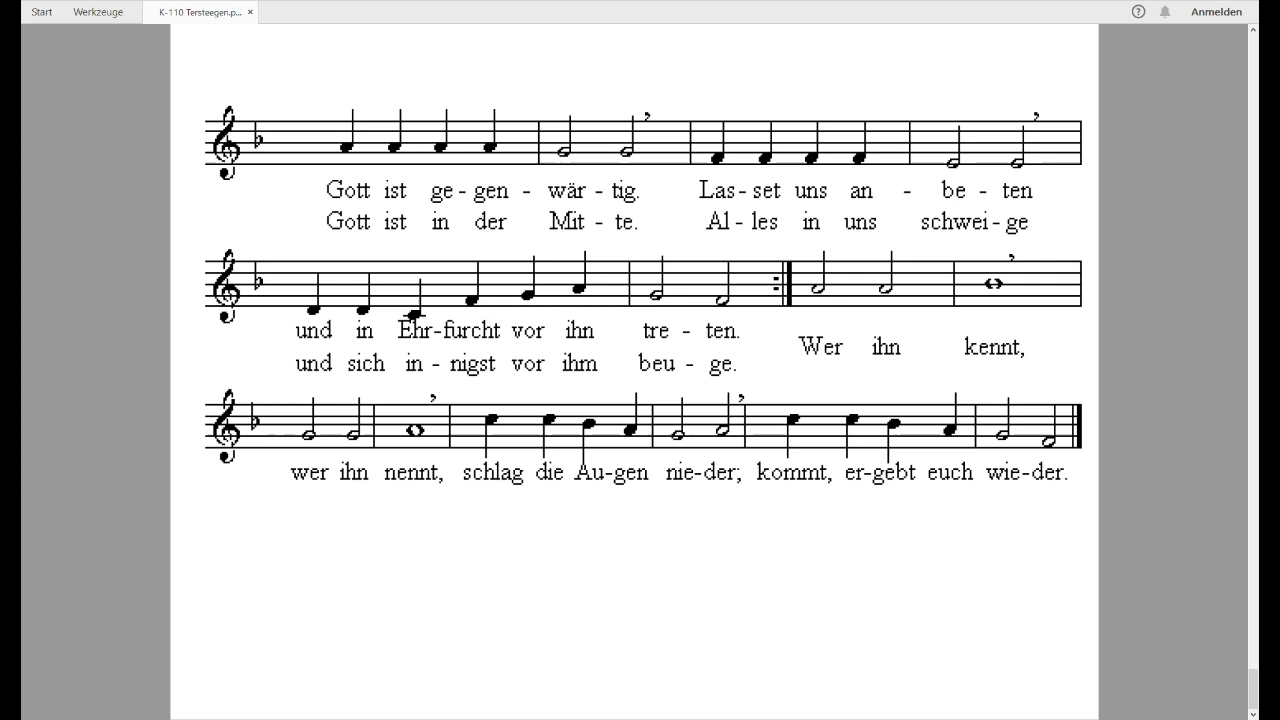 Start Werkzeuge K-110 Tersteegen.p... × ? Anmelden
Gott ist ge - gen - wär - tig. Las - set uns an - be - ten
Gott ist in der Mit - te. Al - les in uns schwei - ge
und in Ehr - furcht vor ihn tre - ten.
und sich in - nigst vor ihm beu - ge.
Wer ihn kennt,
wer ihn nennt, schlag die Au - gen nie - der; kommt, er - gebt euch wie - der.